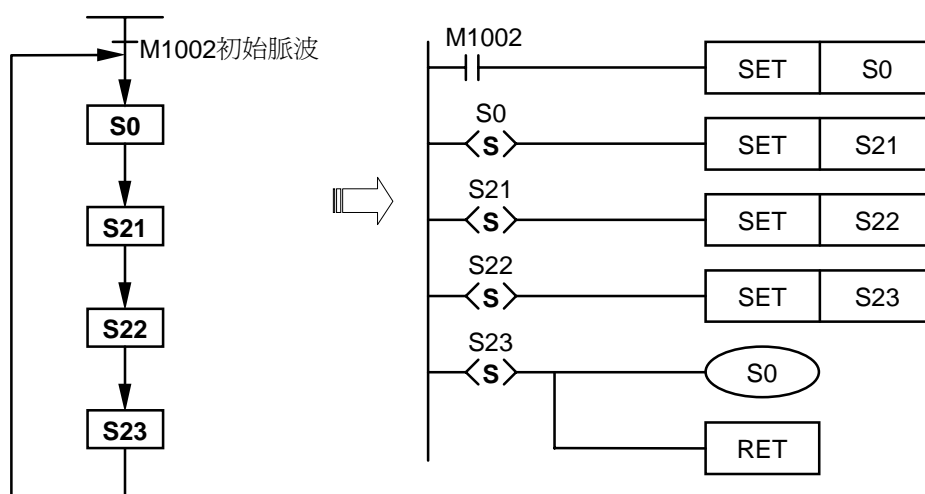 M1002初始脈波
S0
S21
S22
S23
M1002
SET S0
S0
S
SET S21
S21
S
SET S22
S22
S
SET S23
S23
S
S0
RET